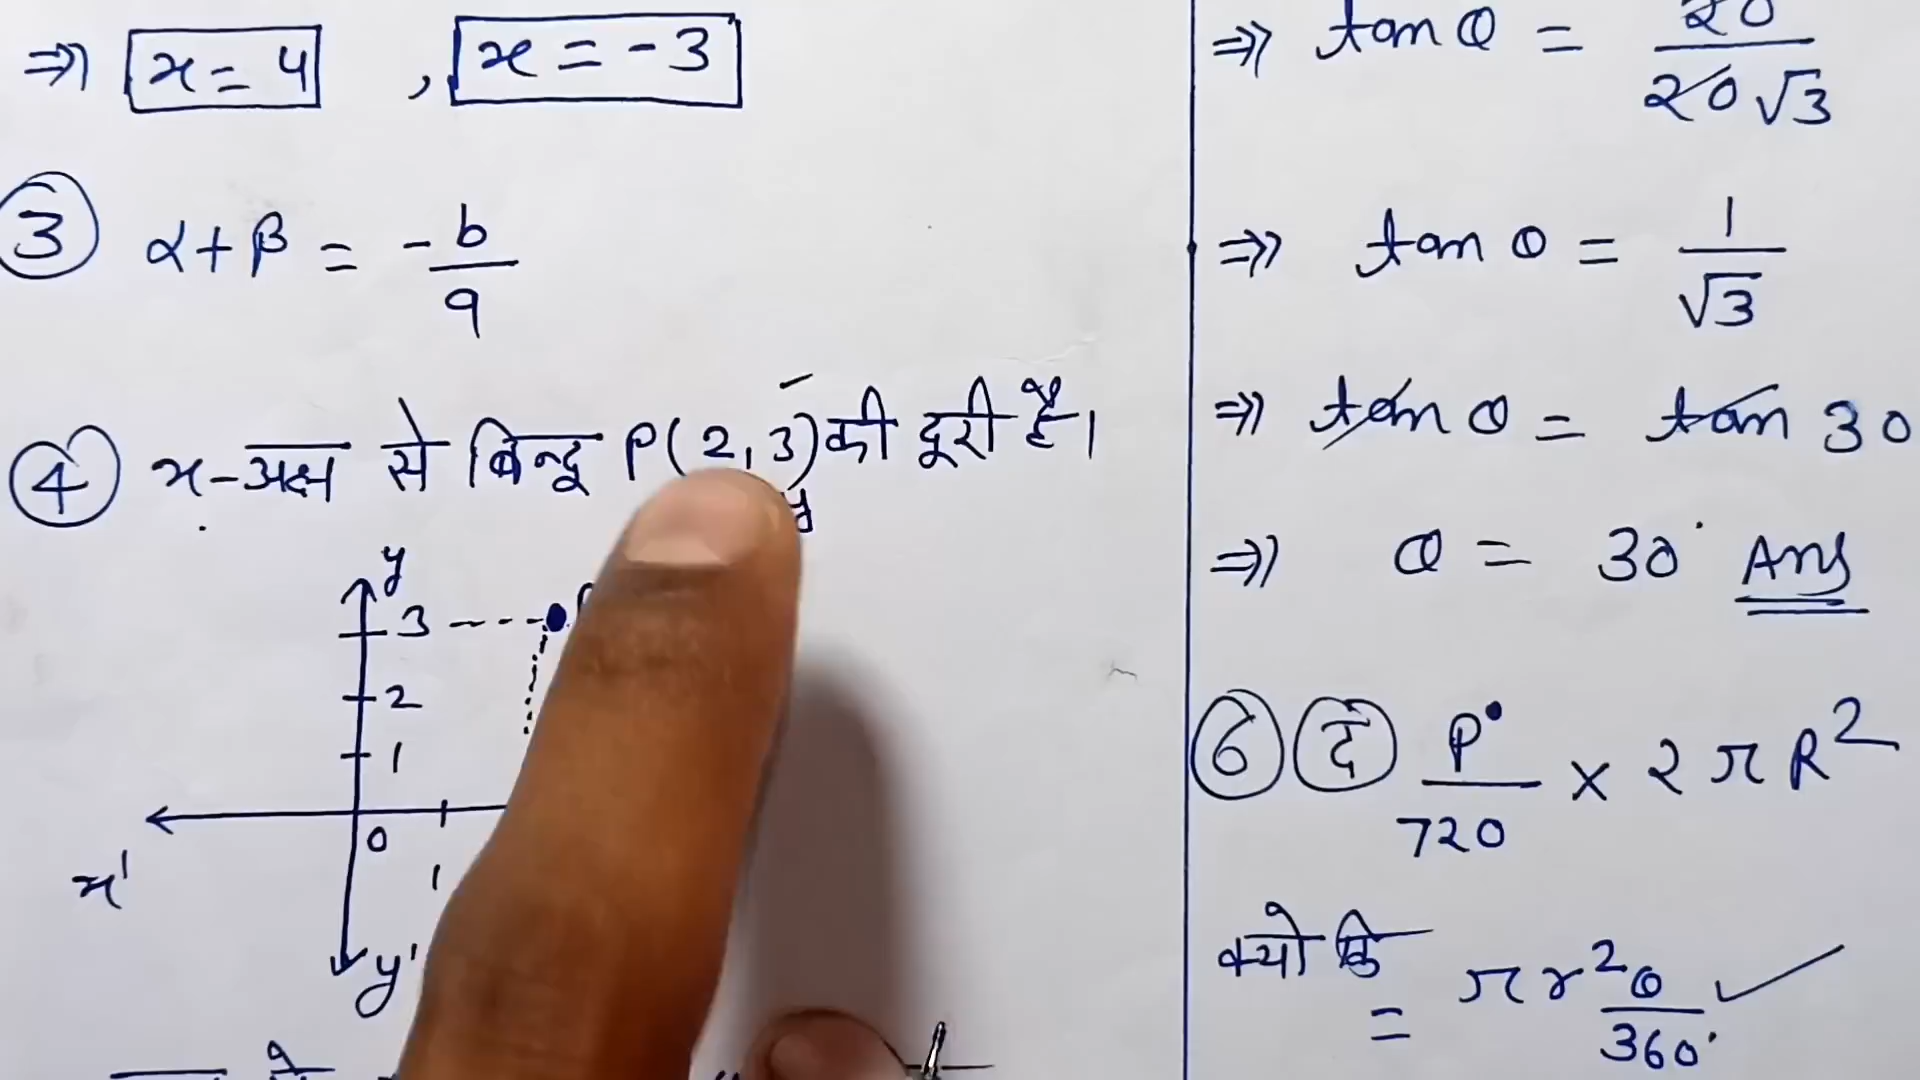 ⇒ x = 4 , x = -3
③ α+β = -b/a
④ x-अक्ष से बिन्दू P(2,3) की दूरी है।
y
y
3
2
1
0
1
x'
y'
⇒ tan θ = 20/20√3
⇒ tan θ = 1/√3
⇒ tan θ = tan 30
⇒ θ = 30° Ans
⑥ द P°/720 × 2πR²
क्यो कि
= πr²θ/360°